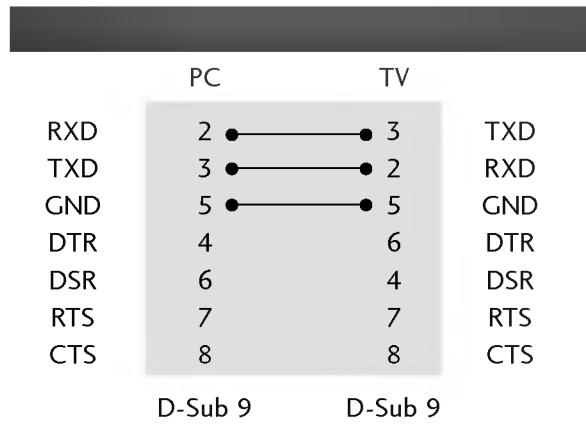 PC TV
RXD 2 3 TXD
TXD 3 2 RXD
GND 5 5 GND
DTR 4 6 DTR
DSR 6 4 DSR
RTS 7 7 RTS
CTS 8 8 CTS
D-Sub 9 D-Sub 9